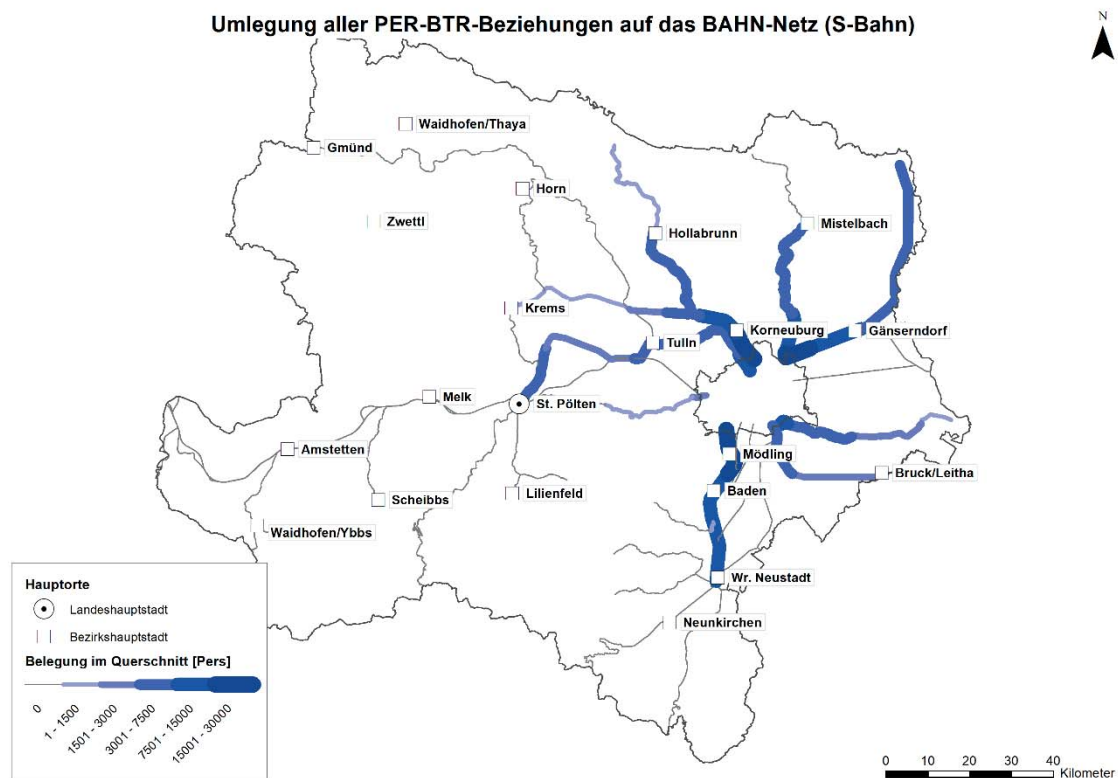 Umlegung aller PER-BTR-Beziehungen auf das BAHN-Netz (S-Bahn)
N
Waidhofen/Thaya
Gmünd
Horn
Zwettl
Hollabrunn
Mistelbach
Krems
Korneuburg
Gänserndorf
Tulln
Melk
St. Pölten
Amstetten
Mödling
Bruck/Leitha
Scheibbs
Lilienfeld
Baden
Waidhofen/Ybbs
Wr. Neustadt
Neunkirchen
Hauptorte
Landeshauptstadt
Bezirkshauptstadt
Belegung im Querschnitt [Pers]
0
1 - 1500
1501 - 3000
3001 - 7500
7501 - 15000
15001 - 30000
0 10 20 30 40
Kilometer